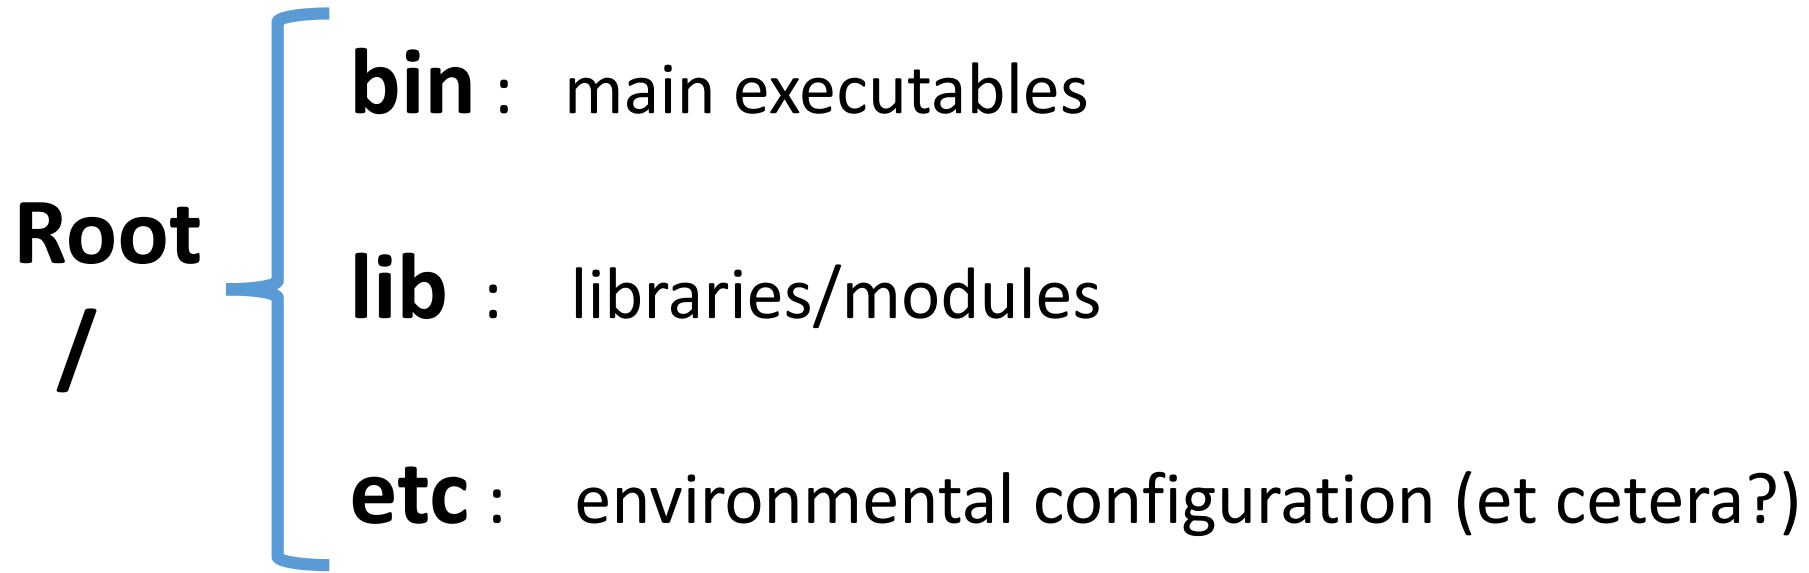 Root
/
bin : main executables
lib : libraries/modules
etc : environmental configuration (et cetera?)